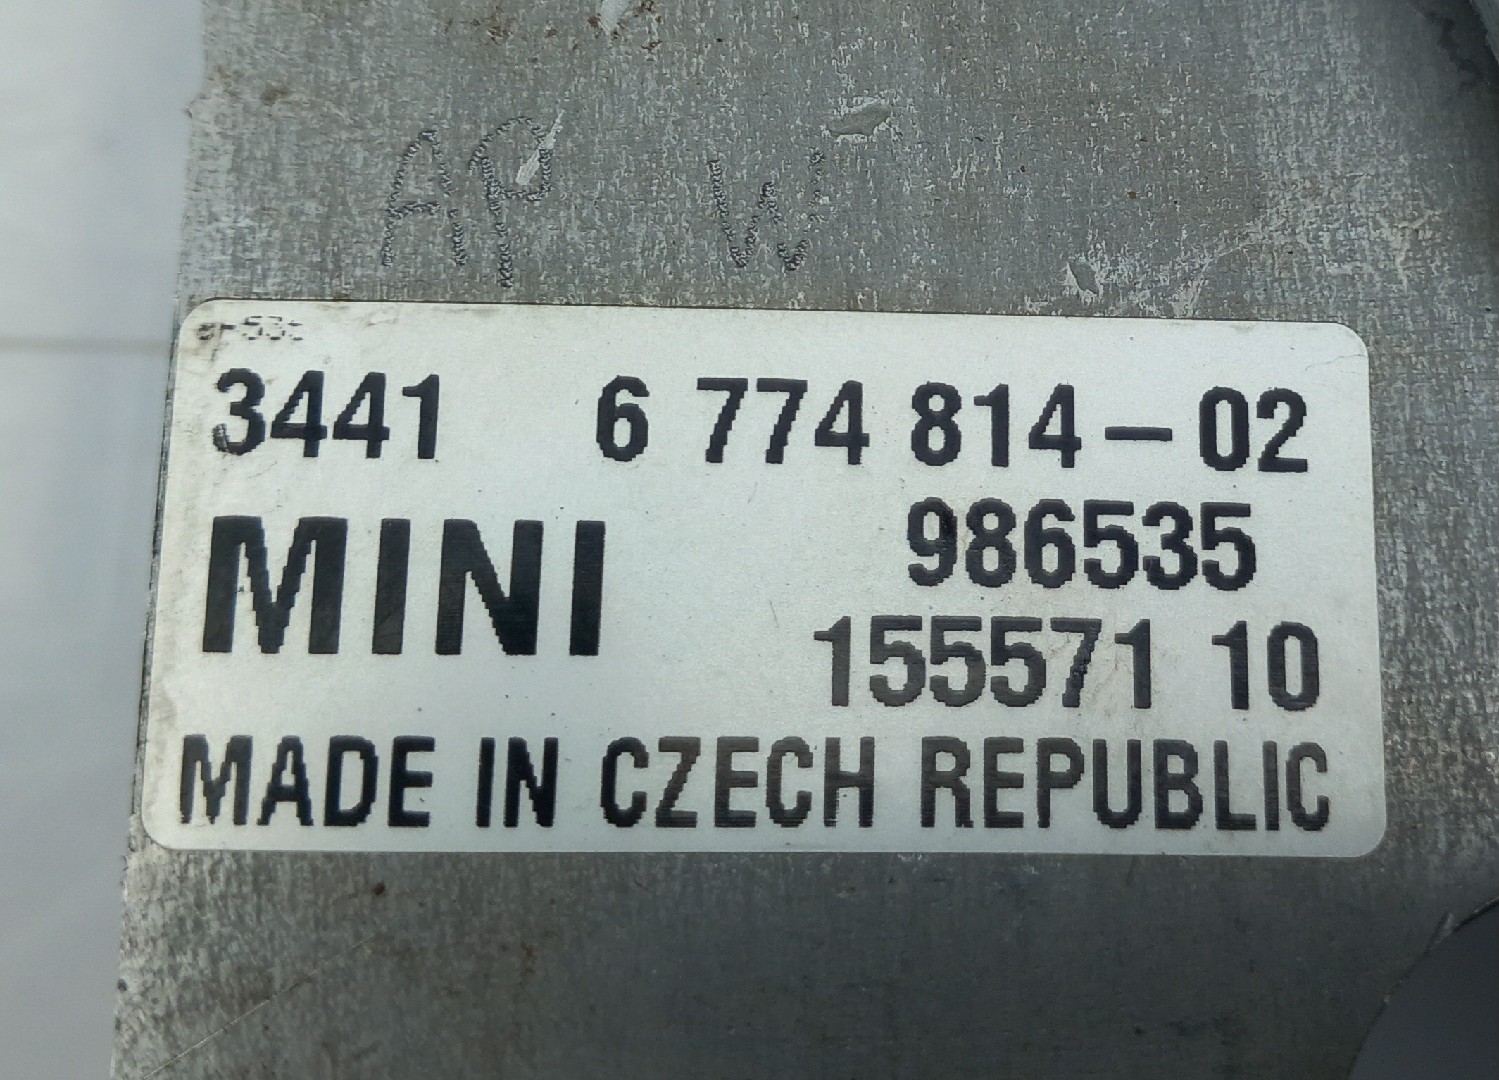 AP W
3441 6 774 814-02
MINI 986535
155571 10
MADE IN CZECH REPUBLIC